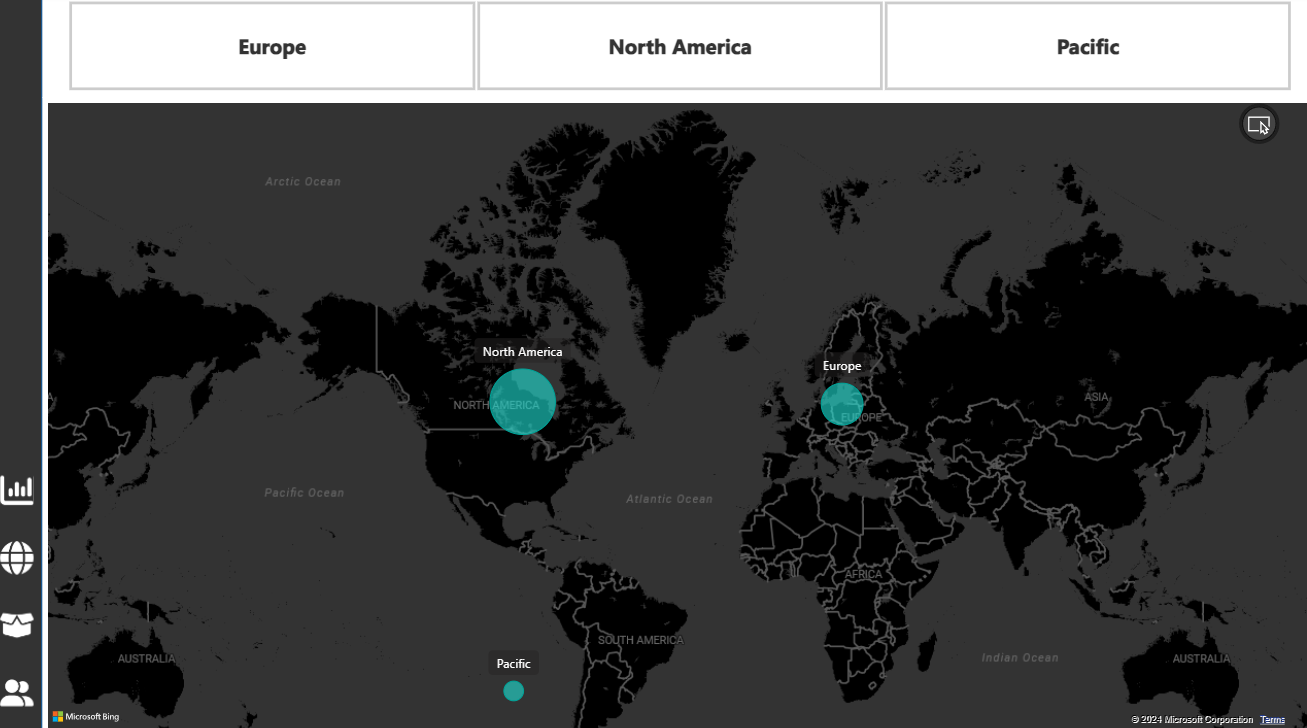 Europe
North America
Pacific
Arctic Ocean
North America
Europe
NORTH AMERICA
EUROPE
ASIA
Pacific Ocean
Atlantic Ocean
AFRICA
SOUTH AMERICA
AUSTRALIA
Indian Ocean
AUSTRALIA
Pacific
Microsoft Bing
© 2024 Microsoft Corporation Terms